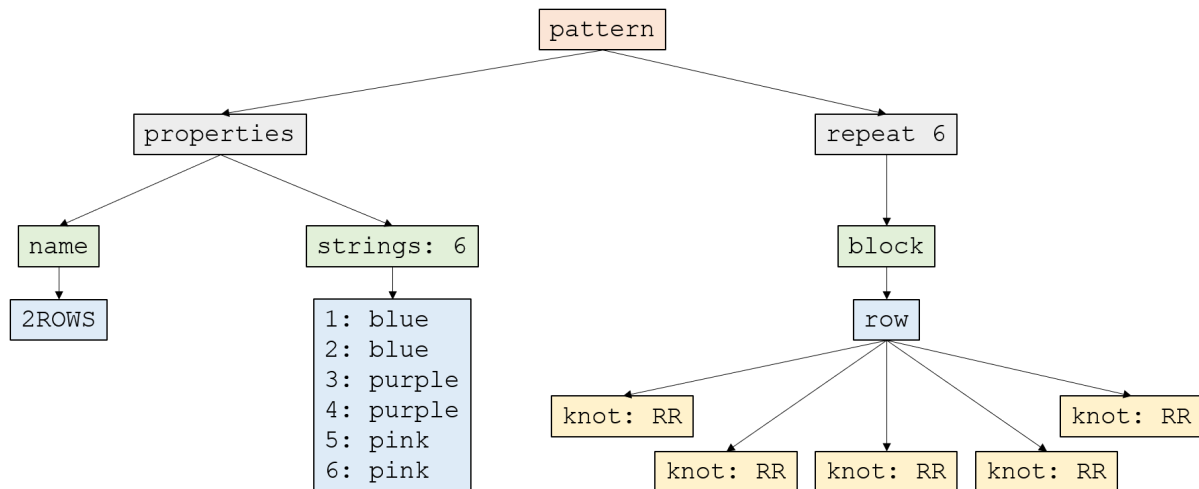 pattern
properties
repeat 6
name
strings: 6
block
2ROWS
1: blue
2: blue
3: purple
4: purple
5: pink
6: pink
row
knot: RR
knot: RR
knot: RR
knot: RR
knot: RR